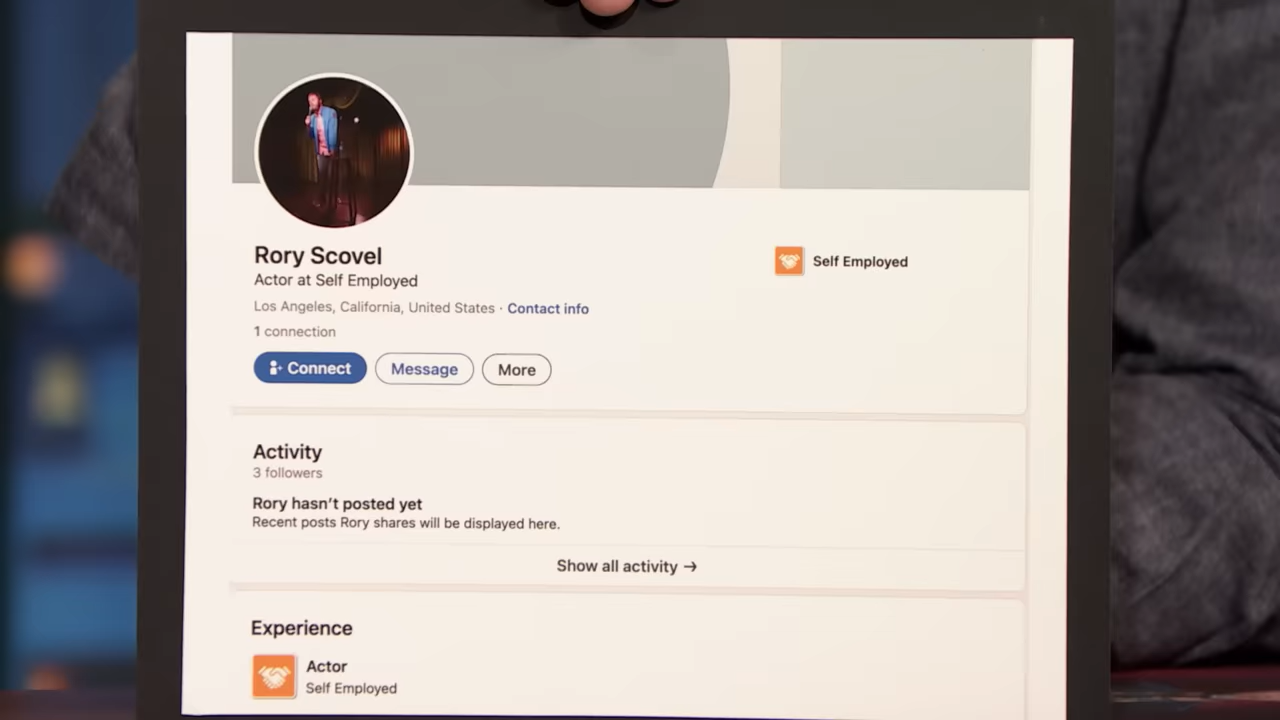 Rory Scovel
Actor at Self Employed
Self Employed
Los Angeles, California, United States · Contact info
1 connection
Connect
Message
More
Activity
3 followers
Rory hasn't posted yet
Recent posts Rory shares will be displayed here.
Show all activity →
Experience
Actor
Self Employed